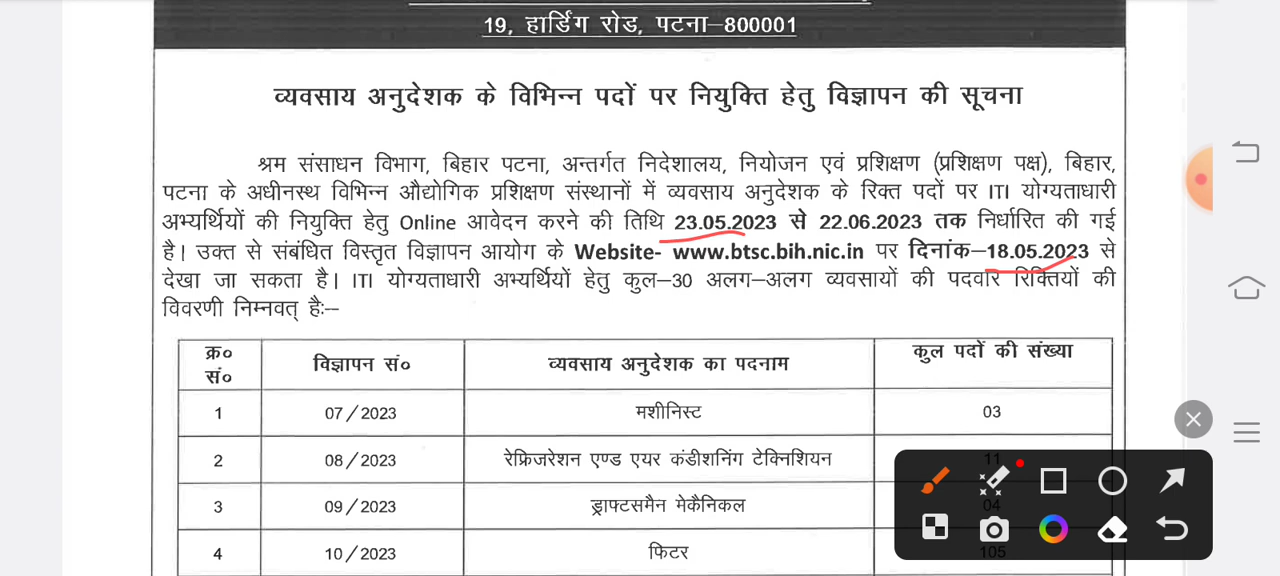 19, हार्डिंग रोड, पटना–800001
व्यवसाय अनुदेशक के विभिन्न पदों पर नियुक्ति हेतु विज्ञापन की सूचना
श्रम संसाधन विभाग, बिहार पटना, अन्तर्गत निदेशालय, नियोजन एवं प्रशिक्षण (प्रशिक्षण पक्ष), बिहार,
पटना के अधीनस्थ विभिन्न औद्योगिक प्रशिक्षण संस्थानों में व्यवसाय अनुदेशक के रिक्त पदों पर ITI योग्यताधारी
अभ्यर्थियों की नियुक्ति हेतु Online आवेदन करने की तिथि 23.05.2023 से 22.06.2023 तक निर्धारित की गई
है। उक्त से संबंधित विस्तृत विज्ञापन आयोग के Website- www.btsc.bih.nic.in पर दिनांक–18.05.2023 से
देखा जा सकता है। ITI योग्यताधारी अभ्यर्थियों हेतु कुल–30 अलग–अलग व्यवसायों की पदवार रिक्तियों की
विवरणी निम्नवत् हैः–
क्र० सं० विज्ञापन सं० व्यवसाय अनुदेशक का पदनाम कुल पदों की संख्या
1 07/2023 मशीनिस्ट 03
2 08/2023 रेफ्रिजरेशन एण्ड एयर कंडीशनिंग टेक्निशियन 11
3 09/2023 ड्राफ्टसमैन मेकैनिकल 04
4 10/2023 फिटर 105